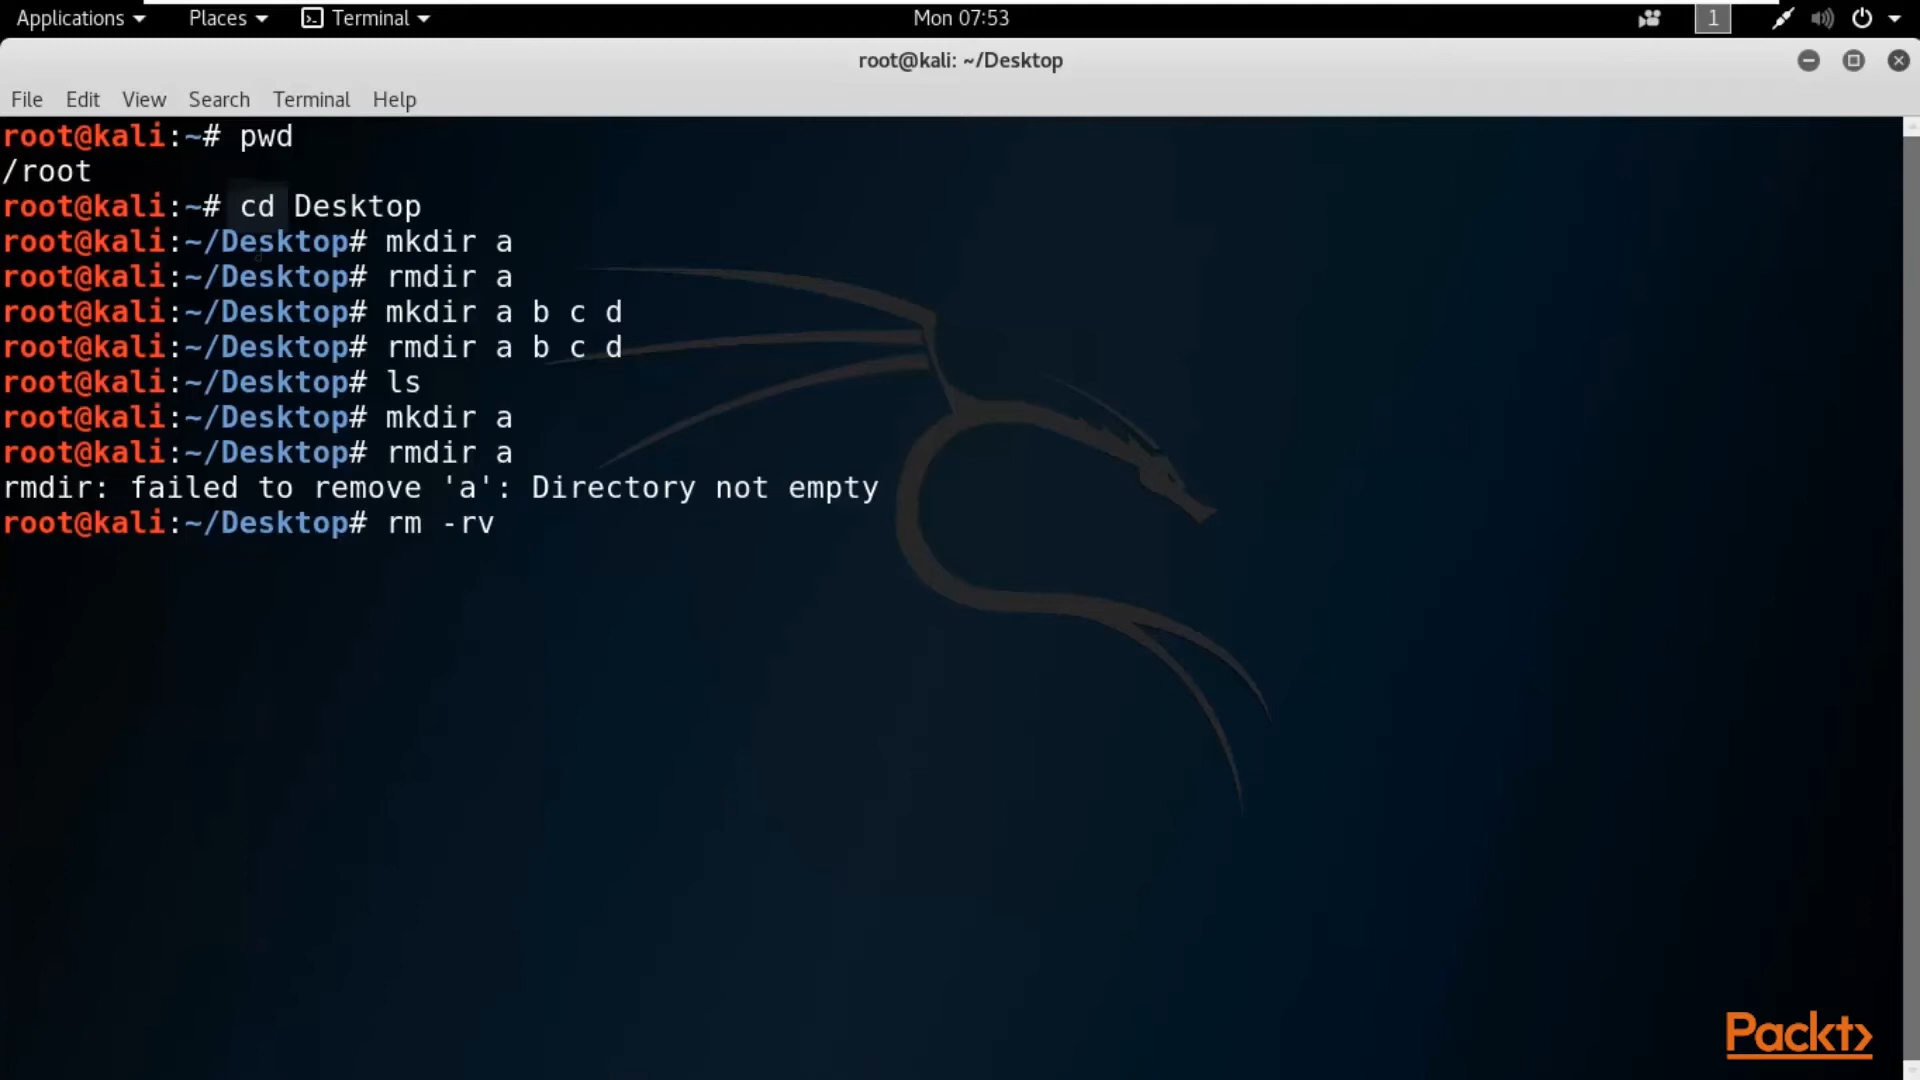 Applications Places Terminal Mon 07:53 1
root@kali: ~/Desktop
File Edit View Search Terminal Help
root@kali:~# pwd
/root
root@kali:~# cd Desktop
root@kali:~/Desktop# mkdir a
root@kali:~/Desktop# rmdir a
root@kali:~/Desktop# mkdir a b c d
root@kali:~/Desktop# rmdir a b c d
root@kali:~/Desktop# ls
root@kali:~/Desktop# mkdir a
root@kali:~/Desktop# rmdir a
rmdir: failed to remove 'a': Directory not empty
root@kali:~/Desktop# rm -rv
Packt>